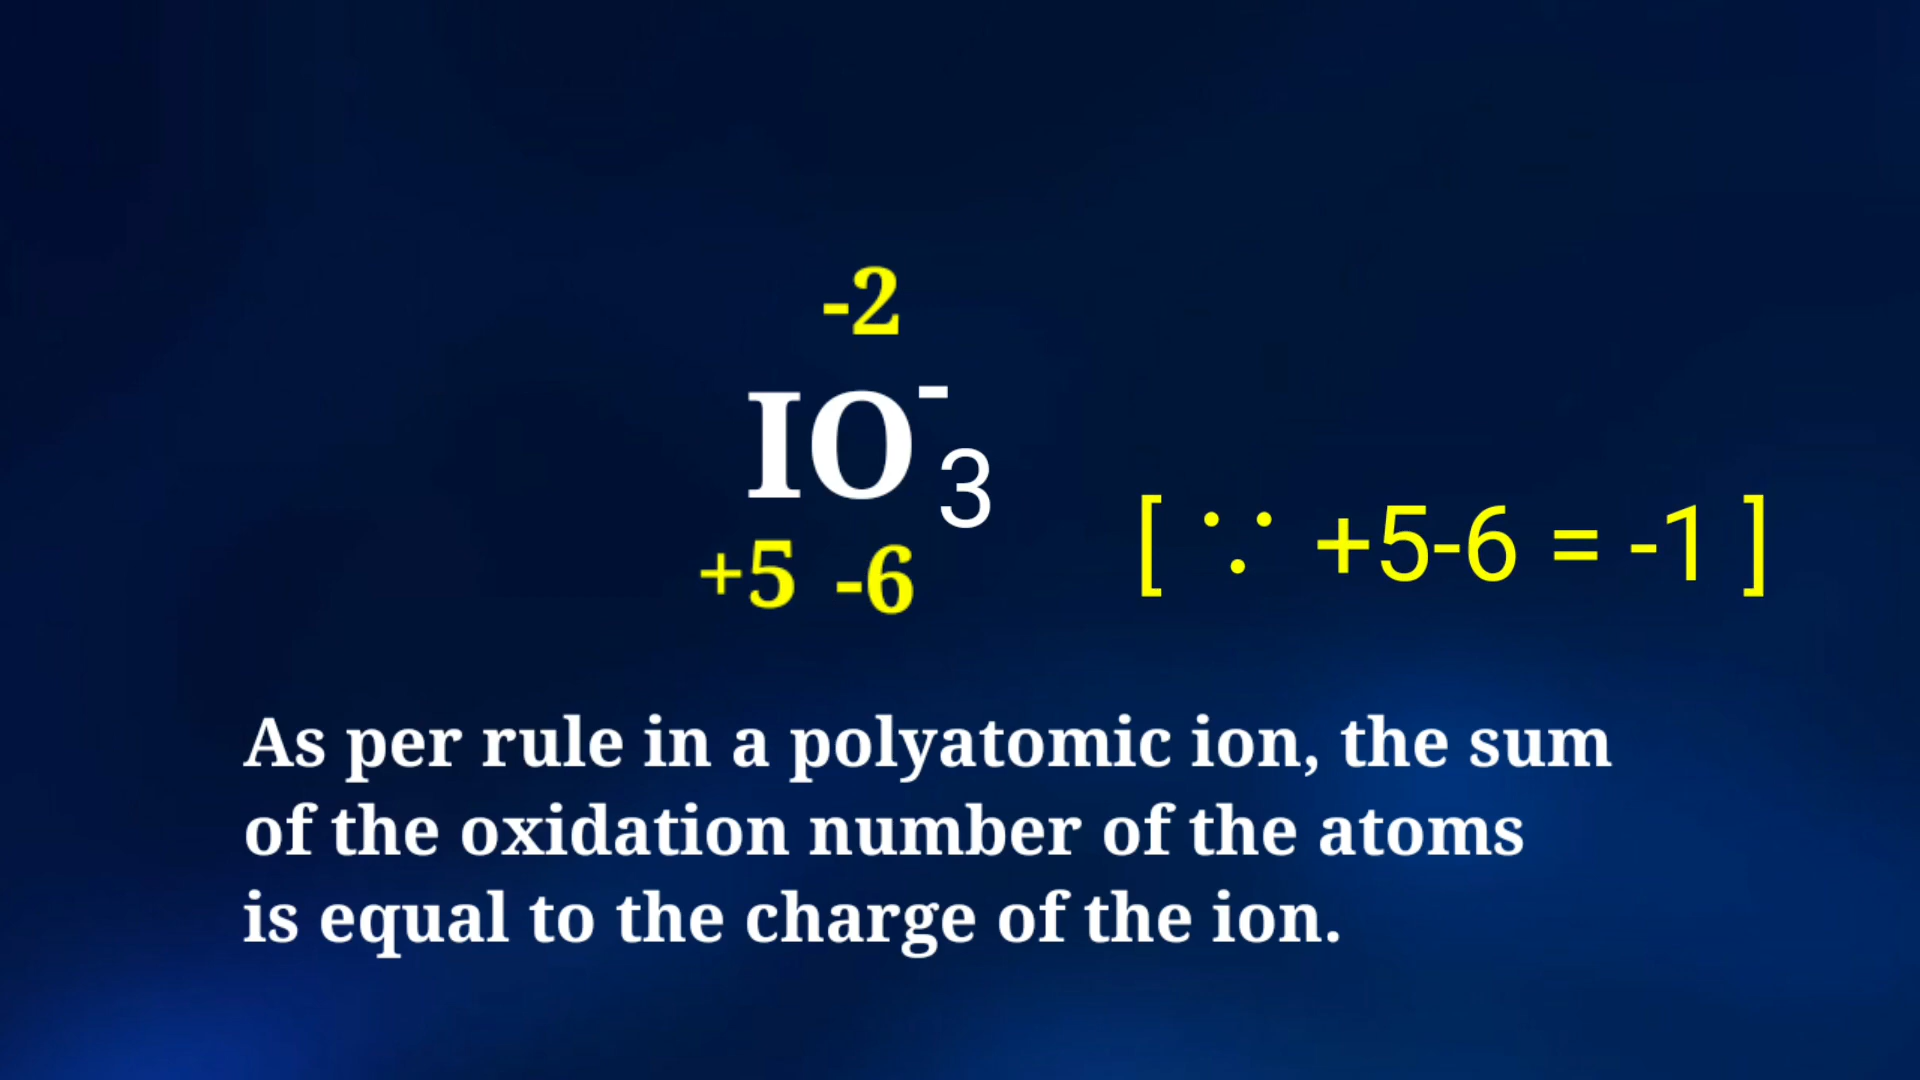 -2
IO⁻₃
+5 -6
[ ∵ +5-6 = -1 ]
As per rule in a polyatomic ion, the sum
of the oxidation number of the atoms
is equal to the charge of the ion.